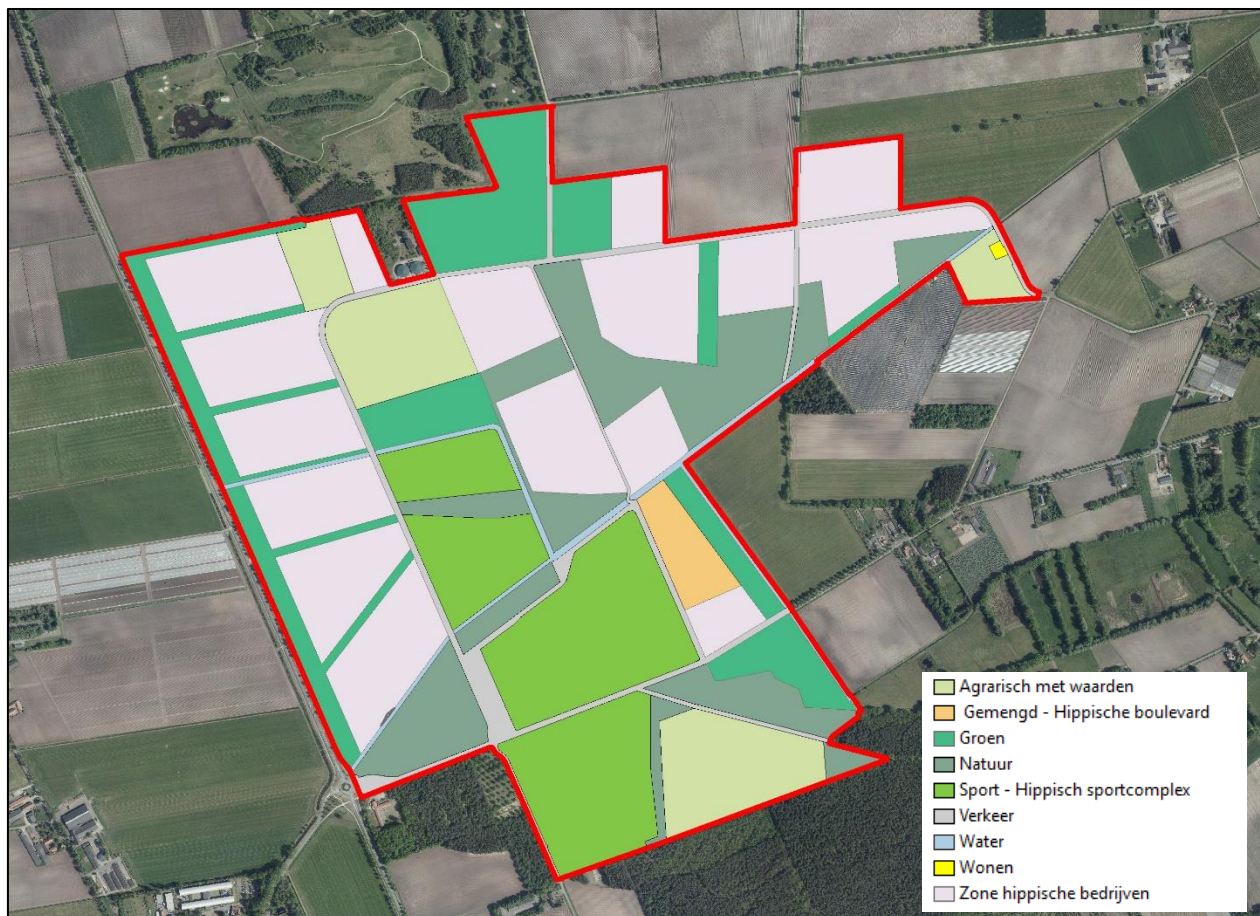 Agrarisch met waarden
Gemengd - Hippische boulevard
Groen
Natuur
Sport - Hippisch sportcomplex
Verkeer
Water
Wonen
Zone hippische bedrijven